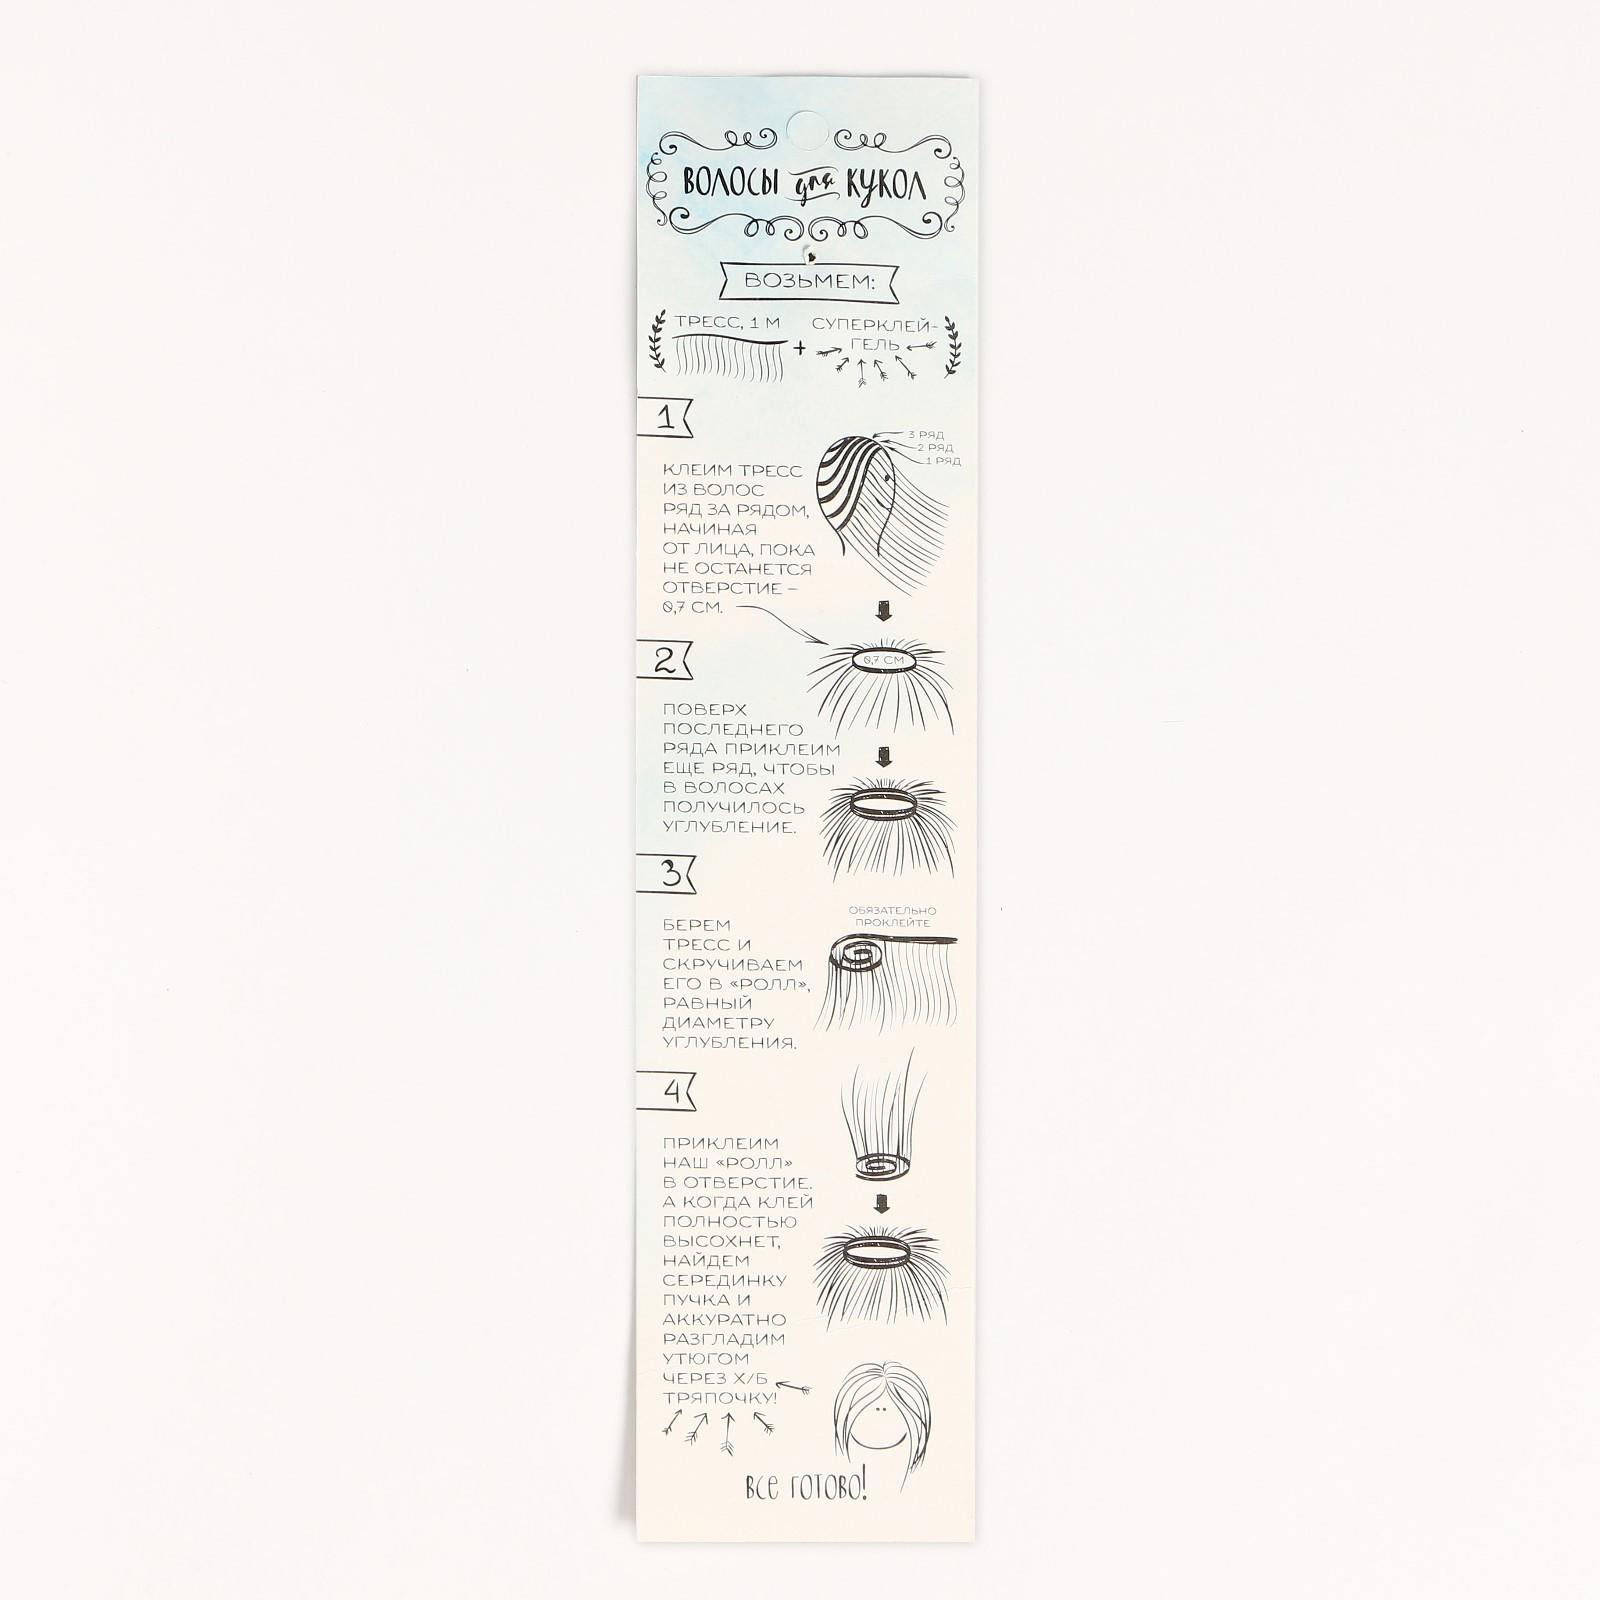 ВОЛОСЫ для КУКОЛ
ВОЗЬМЕМ:
ТРЕСС, 1 М
+
СУПЕРКЛЕЙ-
ГЕЛЬ
1
3 РЯД
2 РЯД
1 РЯД
КЛЕИМ ТРЕСС
ИЗ ВОЛОС
РЯД ЗА РЯДОМ,
НАЧИНАЯ
ОТ ЛИЦА, ПОКА
НЕ ОСТАНЕТСЯ
ОТВЕРСТИЕ –
0,7 СМ.
0,7 СМ
2
ПОВЕРХ
ПОСЛЕДНЕГО
РЯДА ПРИКЛЕИМ
ЕЩЕ РЯД, ЧТОБЫ
В ВОЛОСАХ
ПОЛУЧИЛОСЬ
УГЛУБЛЕНИЕ.
3
ОБЯЗАТЕЛЬНО
ПРОКЛЕЙТЕ
БЕРЕМ
ТРЕСС И
СКРУЧИВАЕМ
ЕГО В «РОЛЛ»,
РАВНЫЙ
ДИАМЕТРУ
УГЛУБЛЕНИЯ.
4
ПРИКЛЕИМ
НАШ «РОЛЛ»
В ОТВЕРСТИЕ.
А КОГДА КЛЕЙ
ПОЛНОСТЬЮ
ВЫСОХНЕТ,
НАЙДЕМ
СЕРЕДИНКУ
ПУЧКА И
АККУРАТНО
РАЗГЛАДИМ
УТЮГОМ
ЧЕРЕЗ Х/Б
ТРЯПОЧКУ!
ВСЕ ГОТОВО!